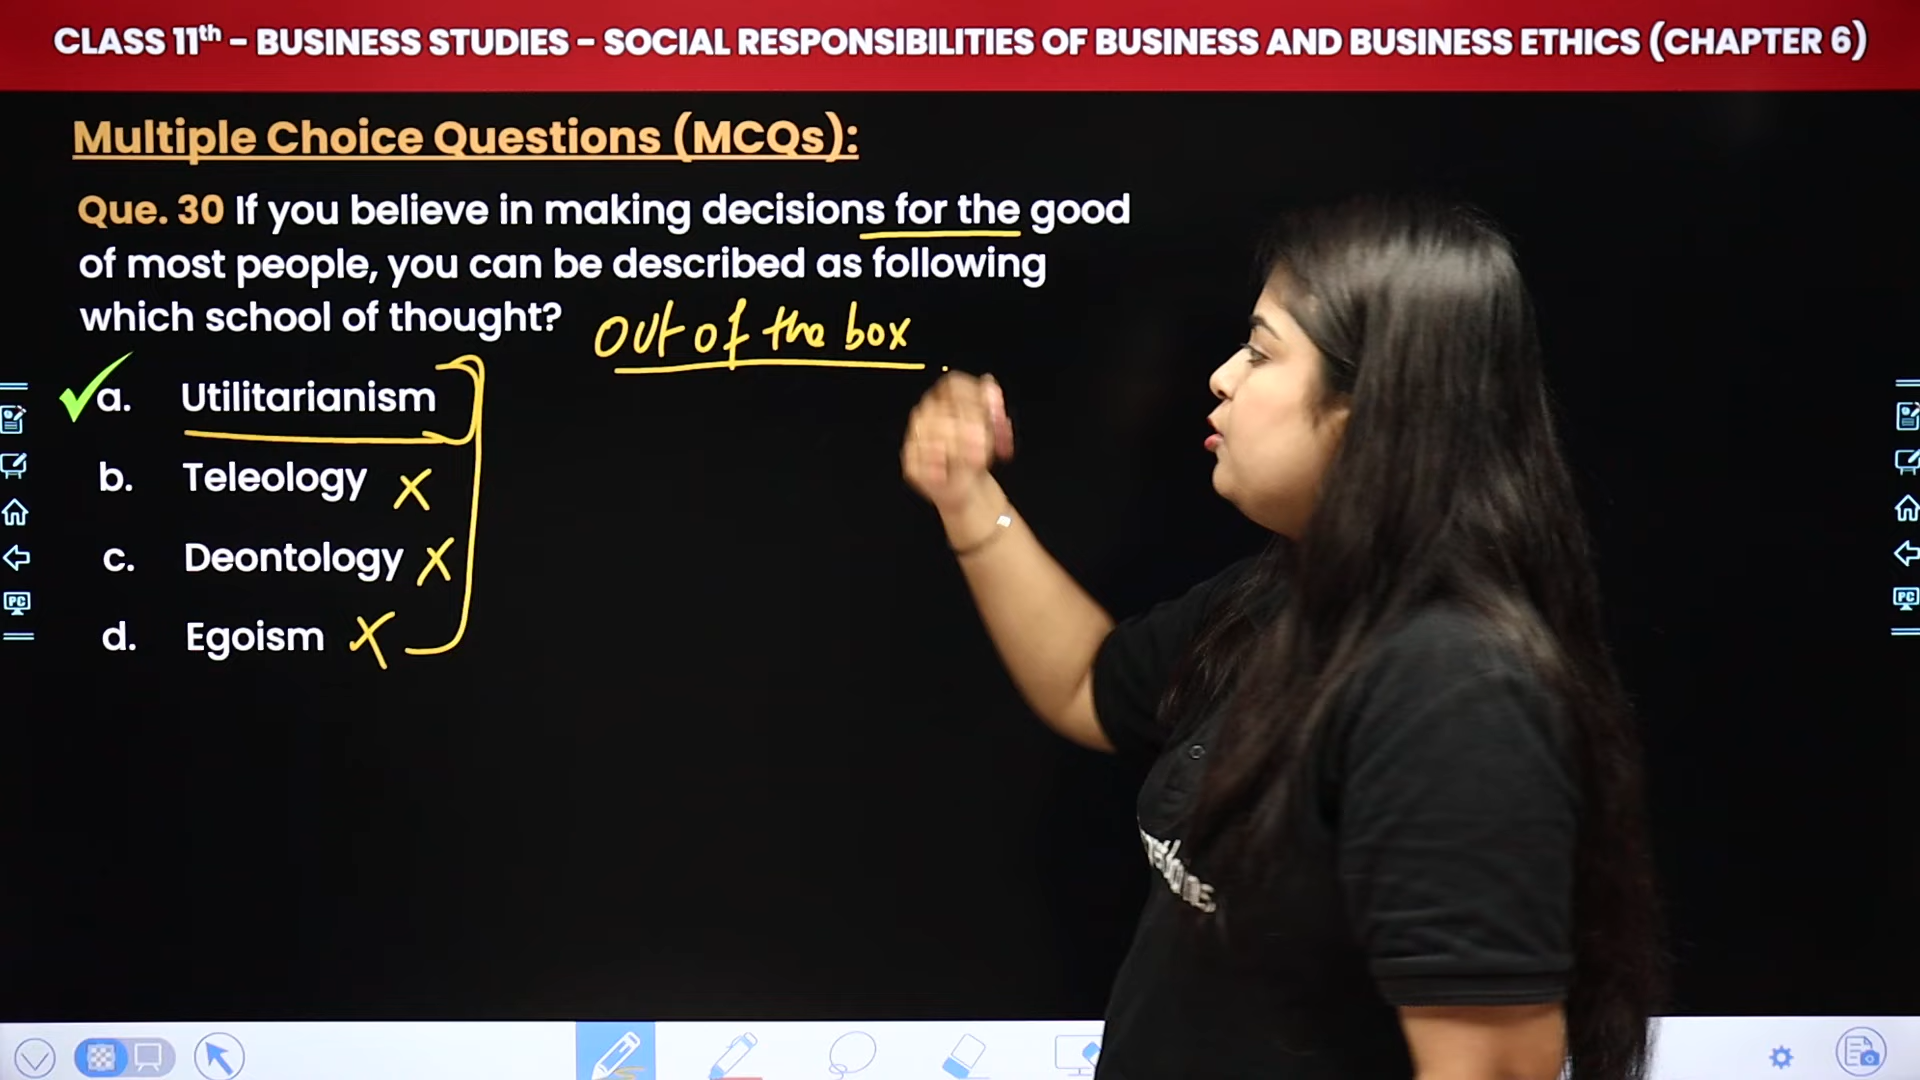 CLASS 11th - BUSINESS STUDIES - SOCIAL RESPONSIBILITIES OF BUSINESS AND BUSINESS ETHICS (CHAPTER 6)
Multiple Choice Questions (MCQs):
Que. 30 If you believe in making decisions for the good
of most people, you can be described as following
which school of thought?
out of the box
a. Utilitarianism
b. Teleology X
c. Deontology X
d. Egoism X
PC
PC